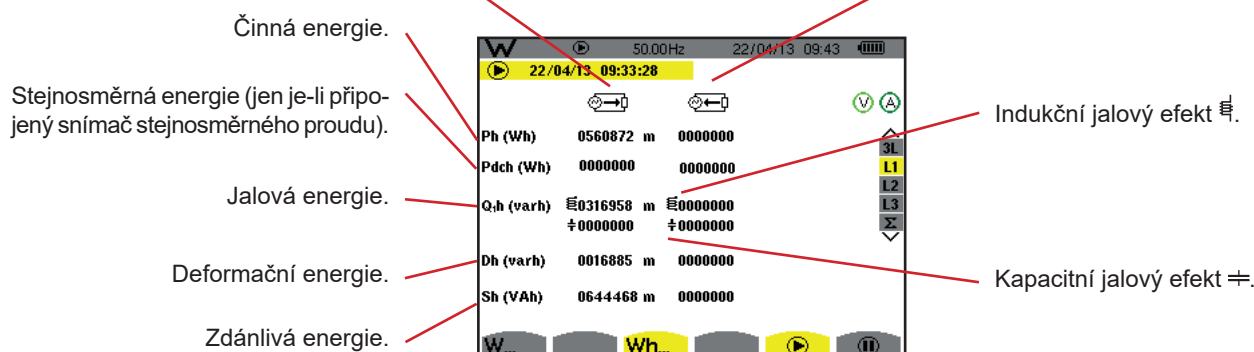 Činná energie.
Stejnosměrná energie (jen je-li připo-
jený snímač stejnosměrného proudu).
Jalová energie.
Deformační energie.
Zdánlivá energie.
W 50.00Hz 22/04/13 09:43
22/04/13 09:33:28
V A
Ph (Wh) 0560872 m 0000000
3L
Pdch (Wh) 0000000 0000000
L1
L2
Q₁h (varh) 0316958 m 0000000
L3
0000000 0000000
Σ
Dh (varh) 0016885 m 0000000
Sh (VAh) 0644468 m 0000000
W... Wh...
Indukční jalový efekt
Kapacitní jalový efekt